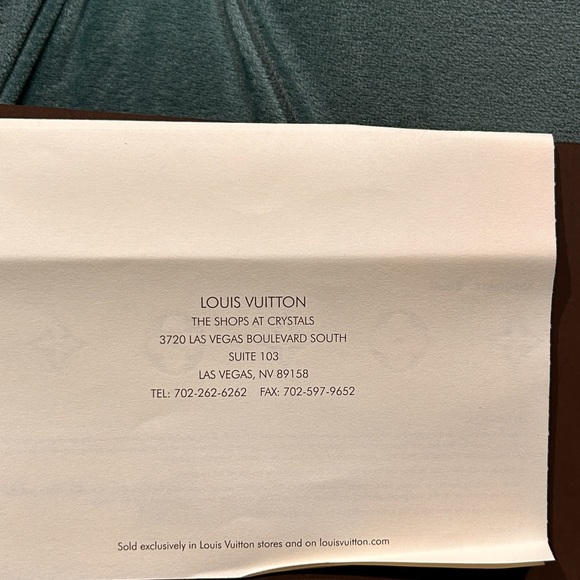 LOUIS VUITTON
THE SHOPS AT CRYSTALS
3720 LAS VEGAS BOULEVARD SOUTH
SUITE 103
LAS VEGAS, NV 89158
TEL: 702-262-6262 FAX: 702-597-9652
Sold exclusively in Louis Vuitton stores and on louisvuitton.com